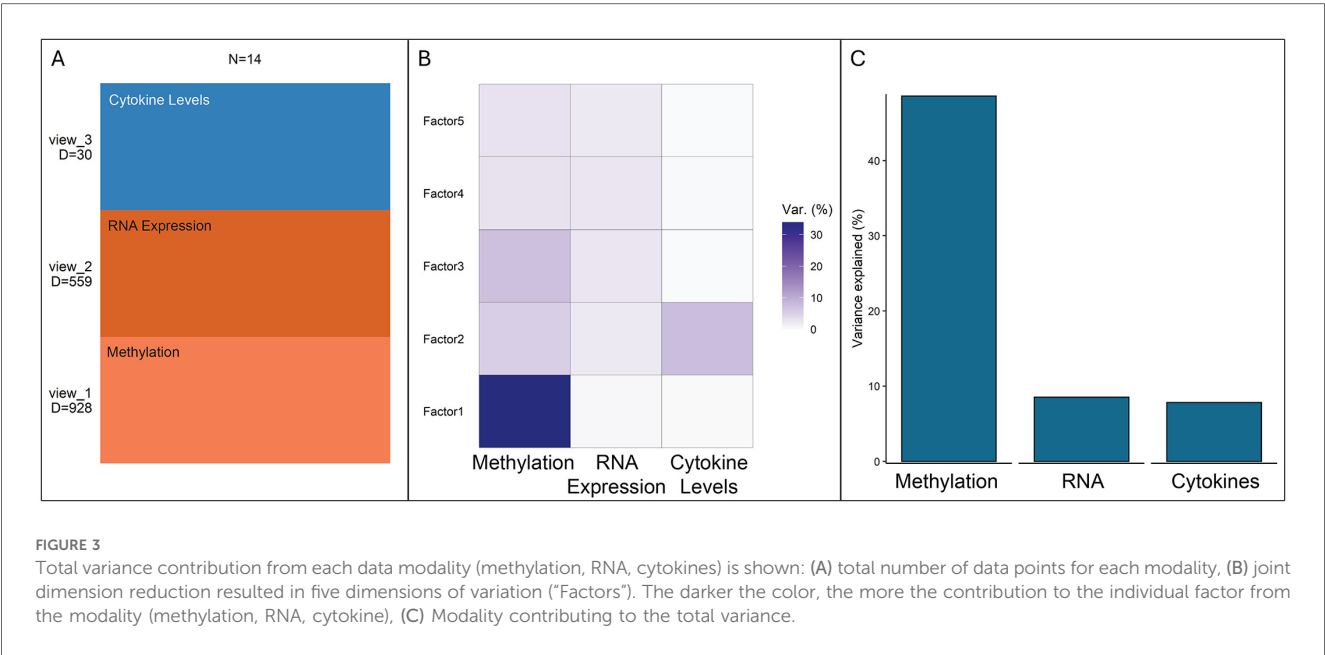 A
N=14
Cytokine Levels
view_3
D=30
RNA Expression
view_2
D=559
Methylation
view_1
D=928
B
Factor5
Factor4
Factor3
Factor2
Factor1
Methylation RNA Cytokine
Expression Levels
Var. (%)
30
20
10
0
C
Variance explained (%)
40
30
20
10
0
Methylation RNA Cytokines
FIGURE 3
Total variance contribution from each data modality (methylation, RNA, cytokines) is shown: (A) total number of data points for each modality, (B) joint
dimension reduction resulted in five dimensions of variation (“Factors”). The darker the color, the more the contribution to the individual factor from
the modality (methylation, RNA, cytokine), (C) Modality contributing to the total variance.